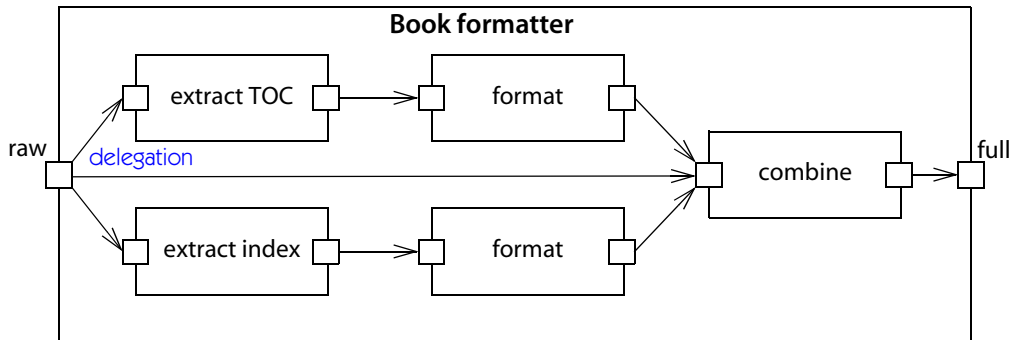 Book formatter
extract TOC
format
raw
delegation
combine
full
extract index
format